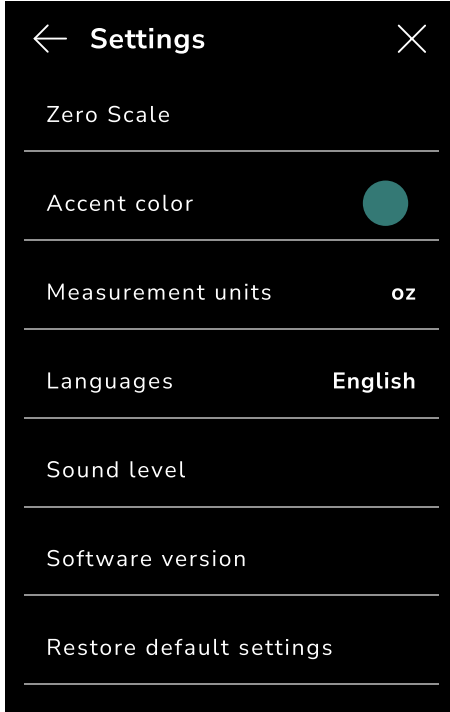 Settings
Zero Scale
Accent color
Measurement units oz
Languages English
Sound level
Software version
Restore default settings